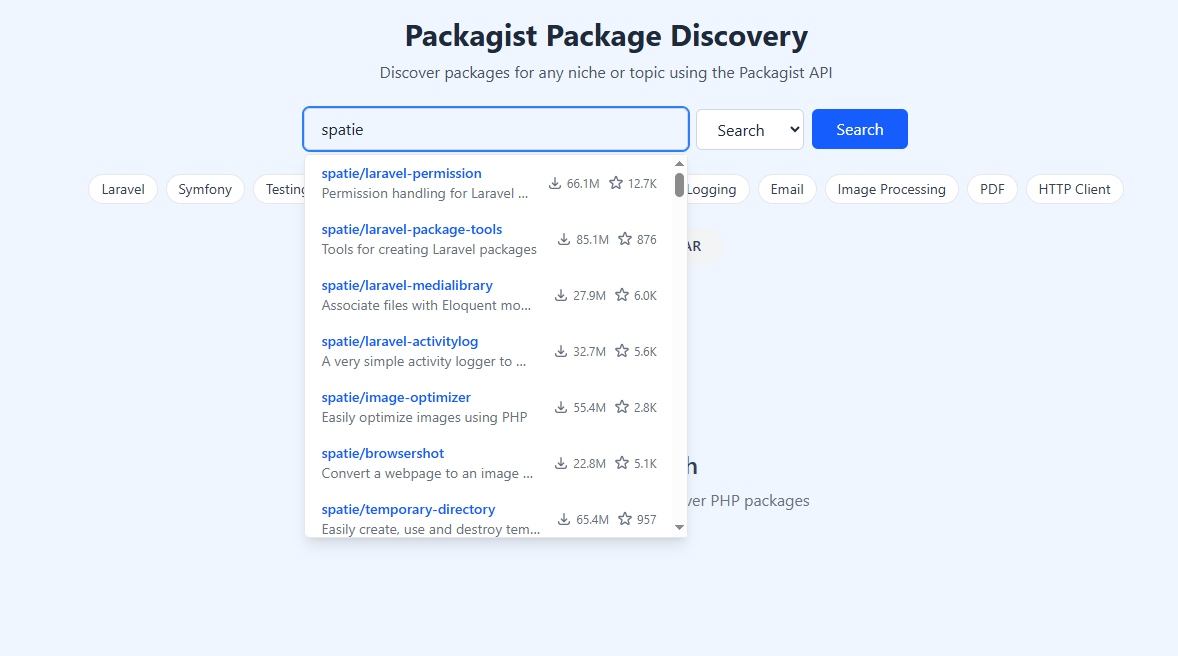 Packagist Package Discovery
Discover packages for any niche or topic using the Packagist API
spatie Search Search
spatie/laravel-permission
Permission handling for Laravel ... 66.1M 12.7K
Laravel Symfony Testing Logging Email Image Processing PDF HTTP Client
spatie/laravel-package-tools
Tools for creating Laravel packages 85.1M 876
AR
spatie/laravel-medialibrary
Associate files with Eloquent mo... 27.9M 6.0K
spatie/laravel-activitylog
A very simple activity logger to ... 32.7M 5.6K
spatie/image-optimizer
Easily optimize images using PHP 55.4M 2.8K
spatie/browsershot
Convert a webpage to an image ... 22.8M 5.1K
h
spatie/temporary-directory
Easily create, use and destroy tem... 65.4M 957
ver PHP packages